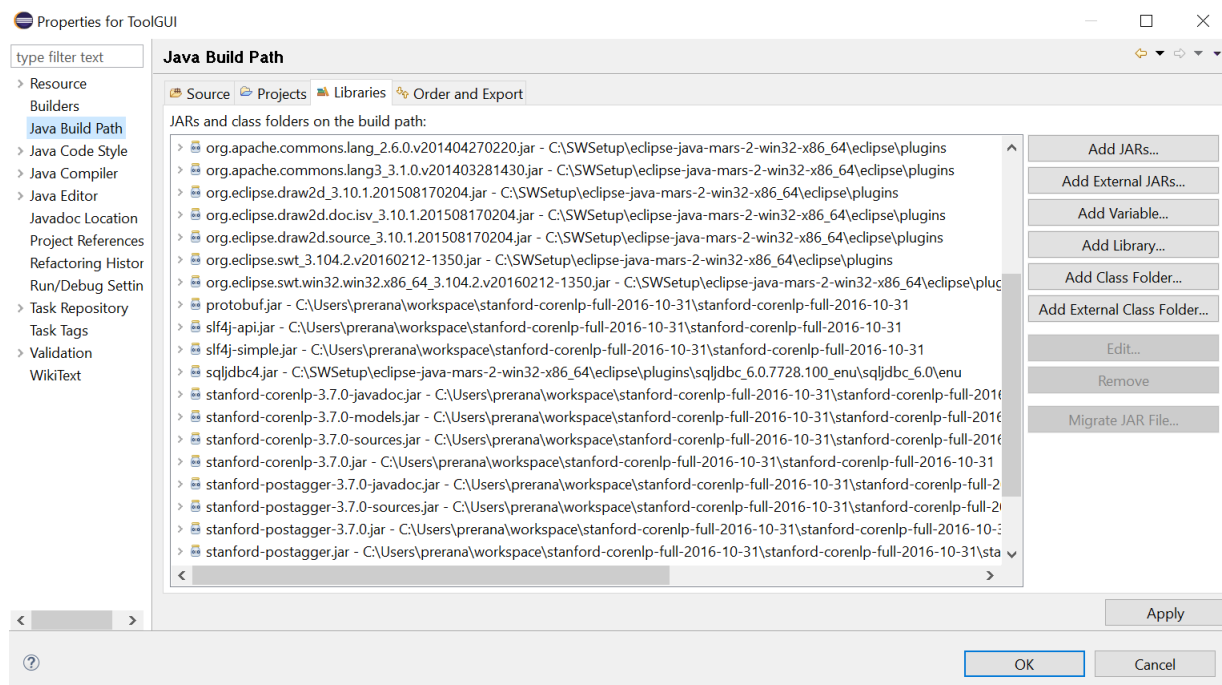 Properties for ToolGUI
type filter text
Resource
Builders
Java Build Path
Java Code Style
Java Compiler
Java Editor
Javadoc Location
Project References
Refactoring Histor
Run/Debug Settin
Task Repository
Task Tags
Validation
WikiText
Java Build Path
Source Projects Libraries Order and Export
JARs and class folders on the build path:
org.apache.commons.lang_2.6.0.v201404270220.jar - C:\SWSetup\eclipse-java-mars-2-win32-x86_64\eclipse\plugins
org.apache.commons.lang3_3.1.0.v201403281430.jar - C:\SWSetup\eclipse-java-mars-2-win32-x86_64\eclipse\plugins
org.eclipse.draw2d_3.10.1.201508170204.jar - C:\SWSetup\eclipse-java-mars-2-win32-x86_64\eclipse\plugins
org.eclipse.draw2d.doc.isv_3.10.1.201508170204.jar - C:\SWSetup\eclipse-java-mars-2-win32-x86_64\eclipse\plugins
org.eclipse.draw2d.source_3.10.1.201508170204.jar - C:\SWSetup\eclipse-java-mars-2-win32-x86_64\eclipse\plugins
org.eclipse.swt_3.104.2.v20160212-1350.jar - C:\SWSetup\eclipse-java-mars-2-win32-x86_64\eclipse\plugins
org.eclipse.swt.win32.win32.x86_64_3.104.2.v20160212-1350.jar - C:\SWSetup\eclipse-java-mars-2-win32-x86_64\eclipse\plug
protobuf.jar - C:\Users\prerana\workspace\stanford-corenlp-full-2016-10-31\stanford-corenlp-full-2016-10-31
slf4j-api.jar - C:\Users\prerana\workspace\stanford-corenlp-full-2016-10-31\stanford-corenlp-full-2016-10-31
slf4j-simple.jar - C:\Users\prerana\workspace\stanford-corenlp-full-2016-10-31\stanford-corenlp-full-2016-10-31
sqljdbc4.jar - C:\SWSetup\eclipse-java-mars-2-win32-x86_64\eclipse\plugins\sqljdbc_6.0.7728.100_enu\sqljdbc_6.0\enu
stanford-corenlp-3.7.0-javadoc.jar - C:\Users\prerana\workspace\stanford-corenlp-full-2016-10-31\stanford-corenlp-full-2016
stanford-corenlp-3.7.0-models.jar - C:\Users\prerana\workspace\stanford-corenlp-full-2016-10-31\stanford-corenlp-full-2016
stanford-corenlp-3.7.0-sources.jar - C:\Users\prerana\workspace\stanford-corenlp-full-2016-10-31\stanford-corenlp-full-2016
stanford-corenlp-3.7.0.jar - C:\Users\prerana\workspace\stanford-corenlp-full-2016-10-31\stanford-corenlp-full-2016-10-31
stanford-postagger-3.7.0-javadoc.jar - C:\Users\prerana\workspace\stanford-corenlp-full-2016-10-31\stanford-corenlp-full-2
stanford-postagger-3.7.0-sources.jar - C:\Users\prerana\workspace\stanford-corenlp-full-2016-10-31\stanford-corenlp-full-20
stanford-postagger-3.7.0.jar - C:\Users\prerana\workspace\stanford-corenlp-full-2016-10-31\stanford-corenlp-full-2016-10-3
stanford-postagger.jar - C:\Users\prerana\workspace\stanford-corenlp-full-2016-10-31\stanford-corenlp-full-2016-10-31\sta
Add JARs...
Add External JARs...
Add Variable...
Add Library...
Add Class Folder...
Add External Class Folder...
Edit...
Remove
Migrate JAR File...
Apply
OK
Cancel